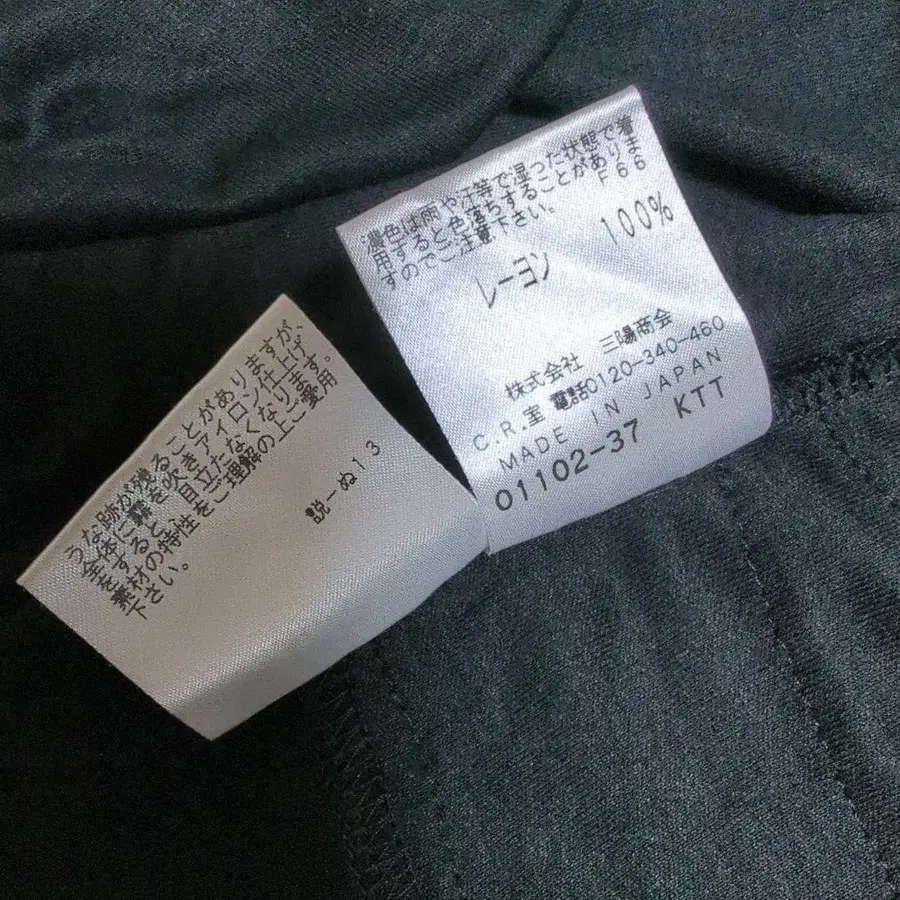 濃色は雨や汗等で湿った状態で着
用すると色落ちすることがありま
すのでご注意下さい。 F66
レーヨン 100%
株式会社 三陽商会
C.R.室 電話0120-340-460
MADE IN JAPAN
01102-37 KTT
うな跡が残ることがありますが、
全体に霧を吹きアイロン仕上げ
をすると、目立たなくなります。
素材の特性をご理解の上ご愛用
下さい。
説ーぬ13